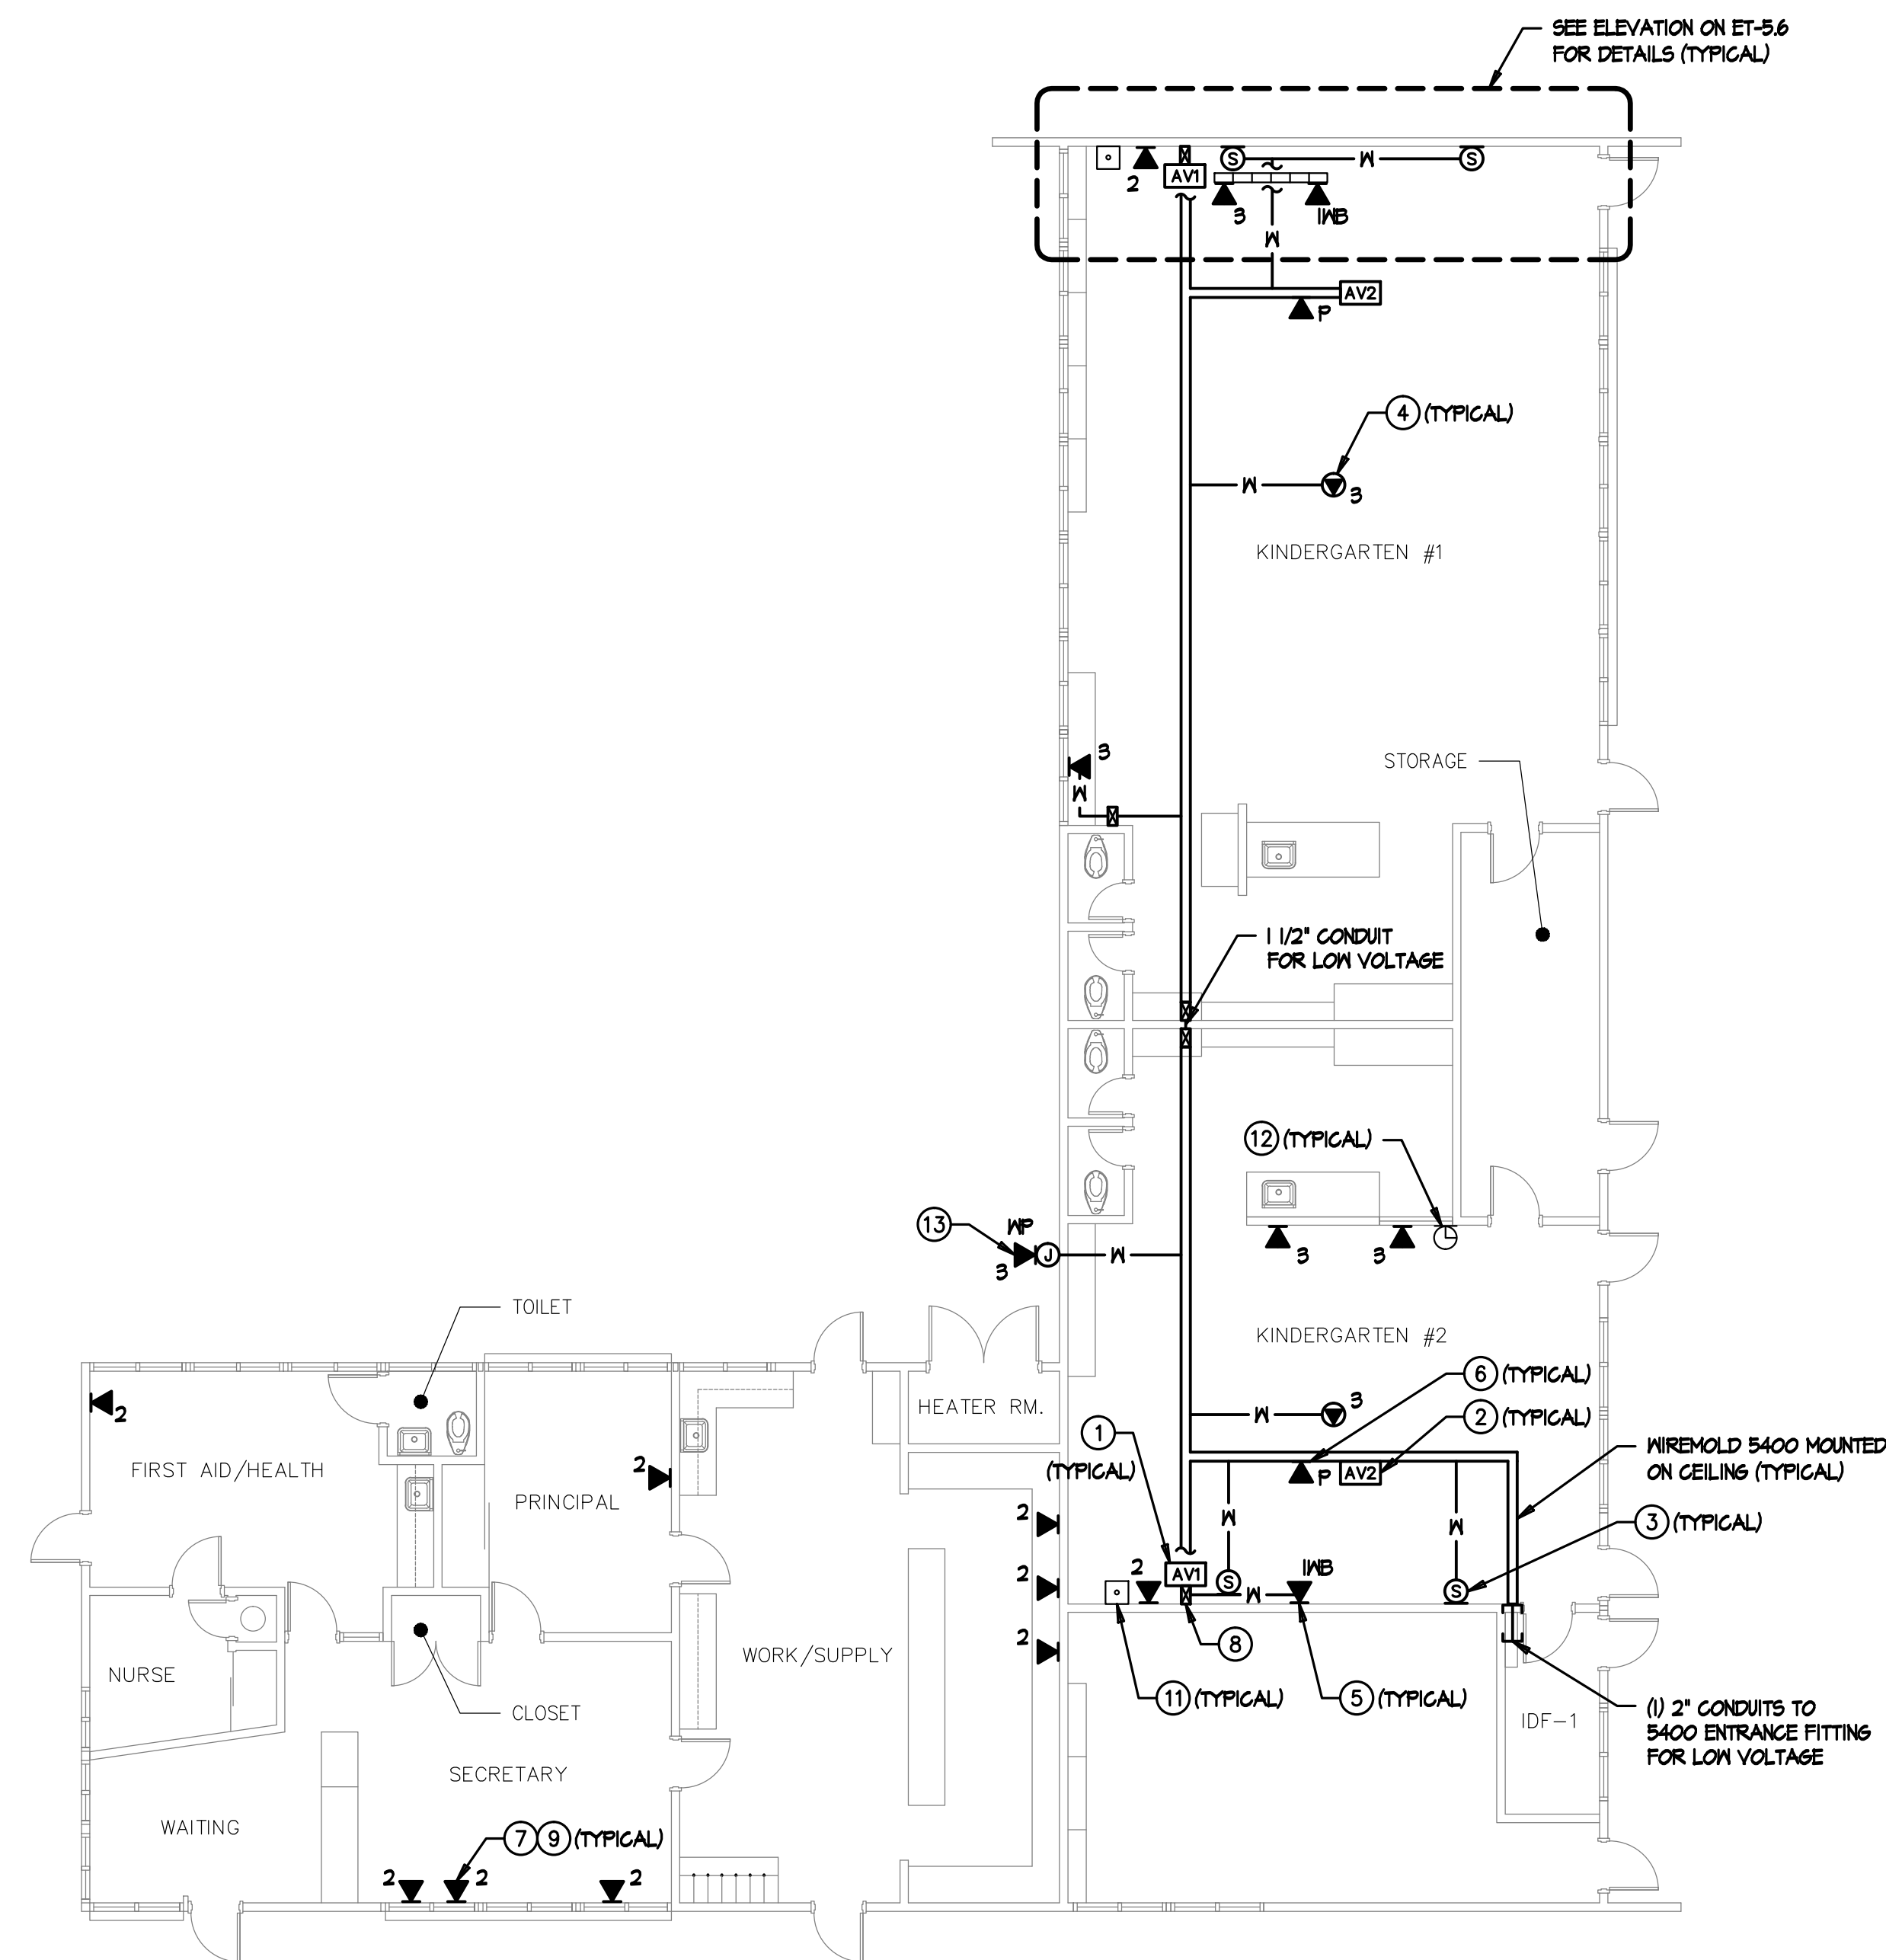 SEE ELEVATION ON ET-5.6
FOR DETAILS (TYPICAL)
S
W
S
2
AV1
3
IWB
W
AV2
P
4 (TYPICAL)
W
3
KINDERGARTEN #1
3
STORAGE
W
1 1/2" CONDUIT
FOR LOW VOLTAGE
12 (TYPICAL)
13
WP
J
W
3
3
3
TOILET
KINDERGARTEN #2
6 (TYPICAL)
HEATER RM.
2
W
3
2 (TYPICAL)
1
(TYPICAL)
WIREMOLD 5400 MOUNTED
ON CEILING (TYPICAL)
FIRST AID/HEALTH
2
P
AV2
PRINCIPAL
2
W
W
3 (TYPICAL)
2
2
AV1
S
IWB
S
W
2
8
NURSE
WORK/SUPPLY
11 (TYPICAL)
5 (TYPICAL)
CLOSET
IDF-1
(1) 2" CONDUITS TO
5400 ENTRANCE FITTING
FOR LOW VOLTAGE
SECRETARY
WAITING
7 9 (TYPICAL)
2
2
2